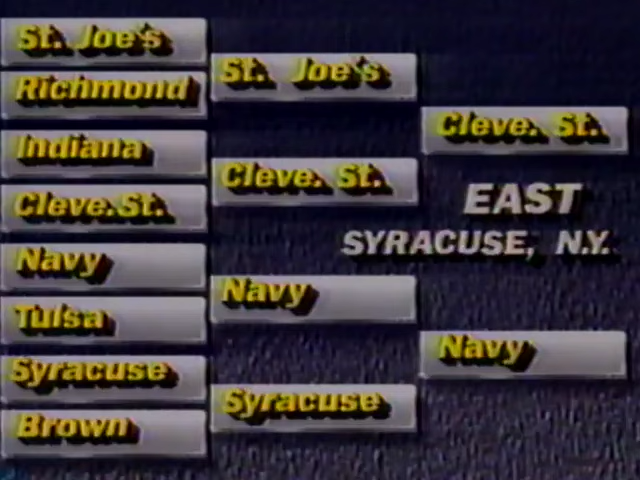 St. Joe's
Richmond
Indiana
Cleve.St.
Navy
Tulsa
Syracuse
Brown
St. Joe's
Cleve. St.
Navy
Syracuse
Cleve. St.
Navy
EAST
SYRACUSE, N.Y.